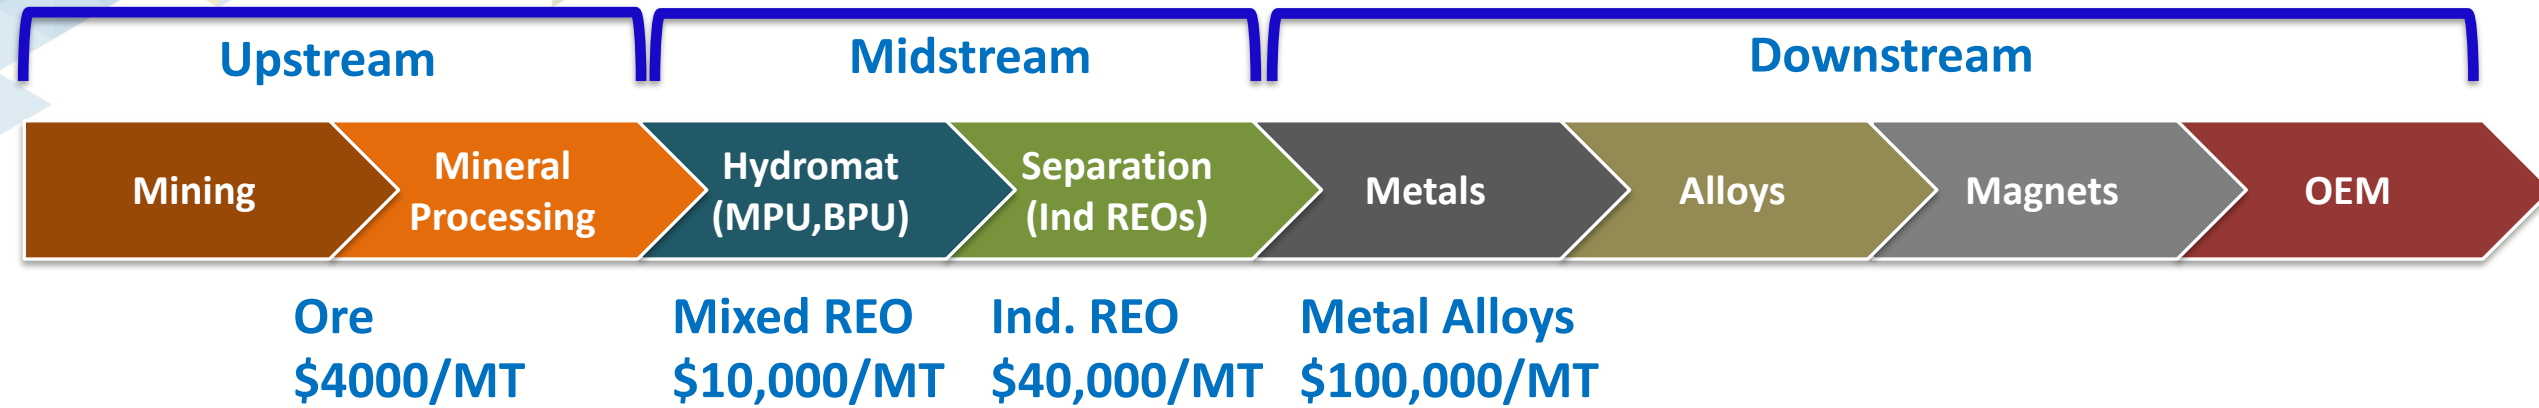 Upstream
Midstream
Downstream
Mining
Mineral
Processing
Hydromat
(MPU,BPU)
Separation
(Ind REOs)
Metals
Alloys
Magnets
OEM
Ore
$4000/MT
Mixed REO
$10,000/MT
Ind. REO
$40,000/MT
Metal Alloys
$100,000/MT